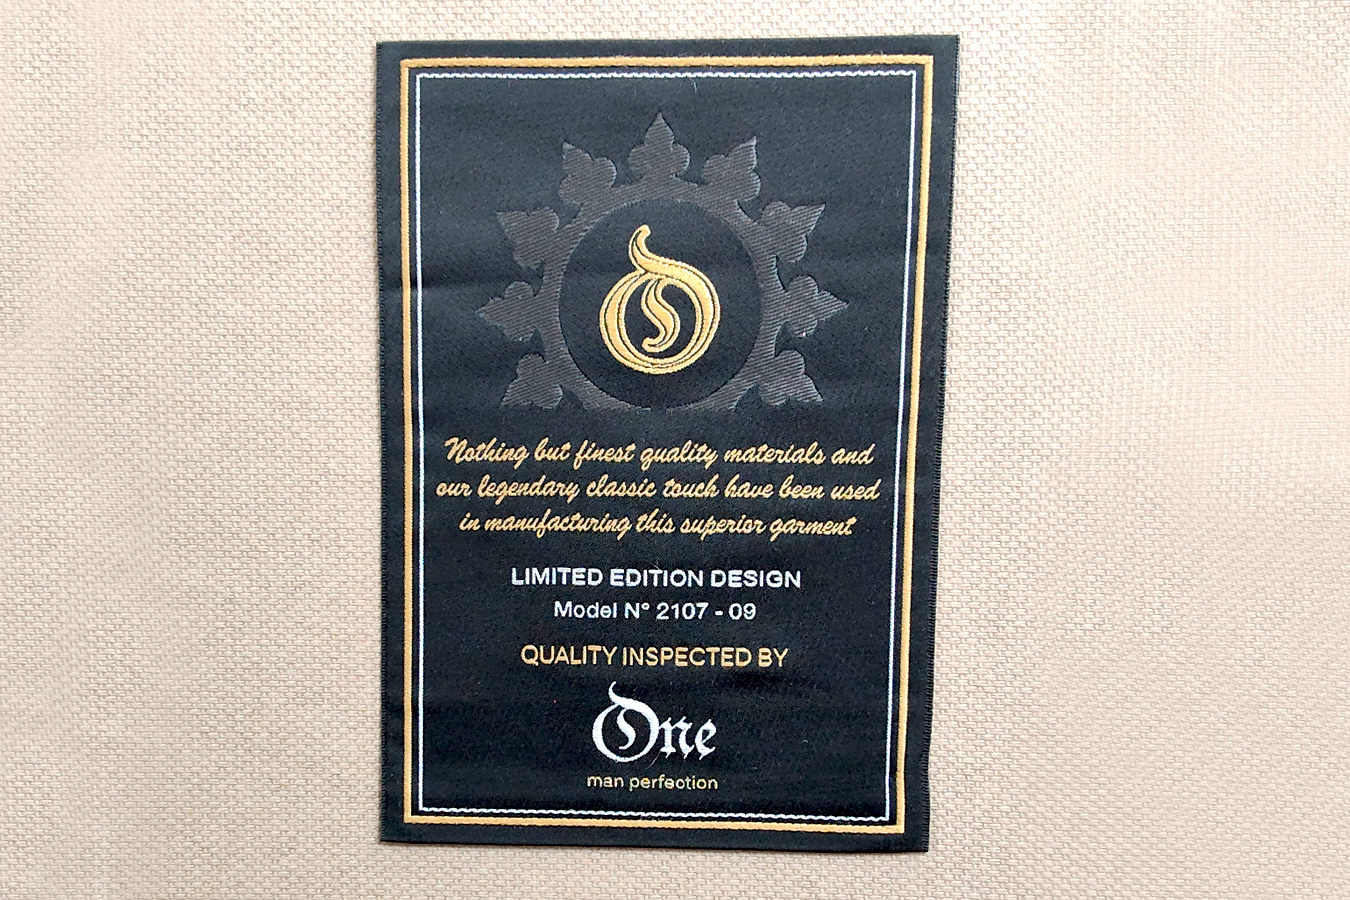 Nothing but finest quality materials and
our legendary classic touch have been used
in manufacturing this superior garment
LIMITED EDITION DESIGN
Model N° 2107 - 09
QUALITY INSPECTED BY
One
man perfection